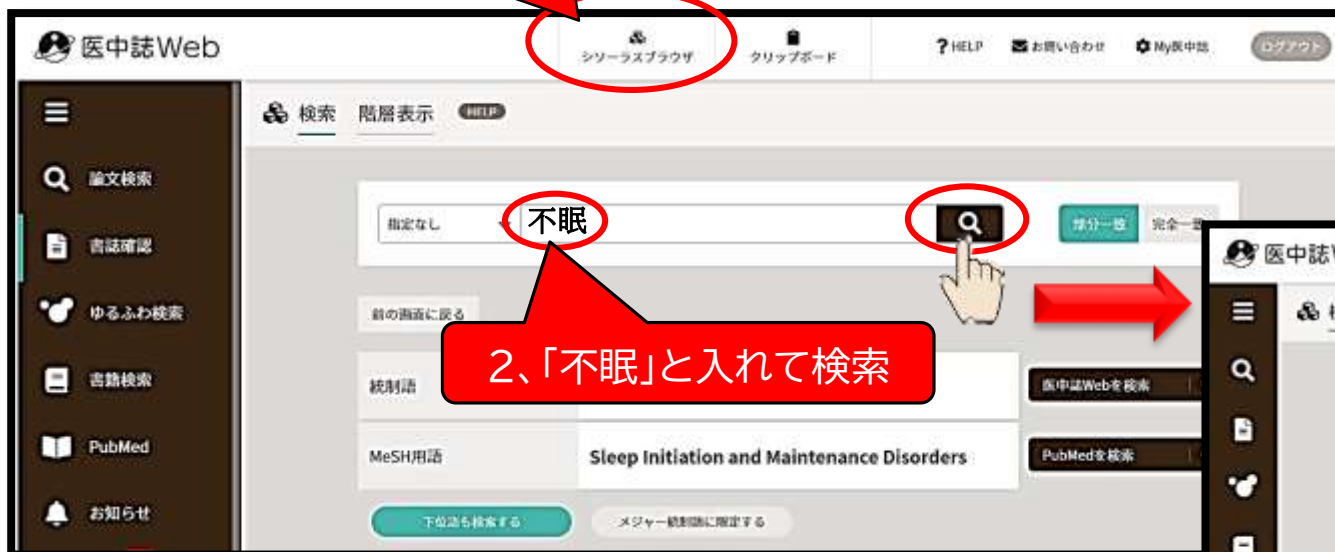 医中誌Web
シソーラスブラウザ
クリップボード
?HELP
お問い合わせ
My医中誌
ログアウト
検索 階層表示 HELP
論文検索
書誌確認
ゆるふわ検索
書籍検索
PubMed
お知らせ
指定なし
不眠
部分一致
完全一致
前の画面に戻る
2、「不眠」と入れて検索
統制語
医中誌Webを検索
MeSH用語
Sleep Initiation and Maintenance Disorders
PubMedを検索
下位語も検索する
メジャー統制語に限定する
医中誌